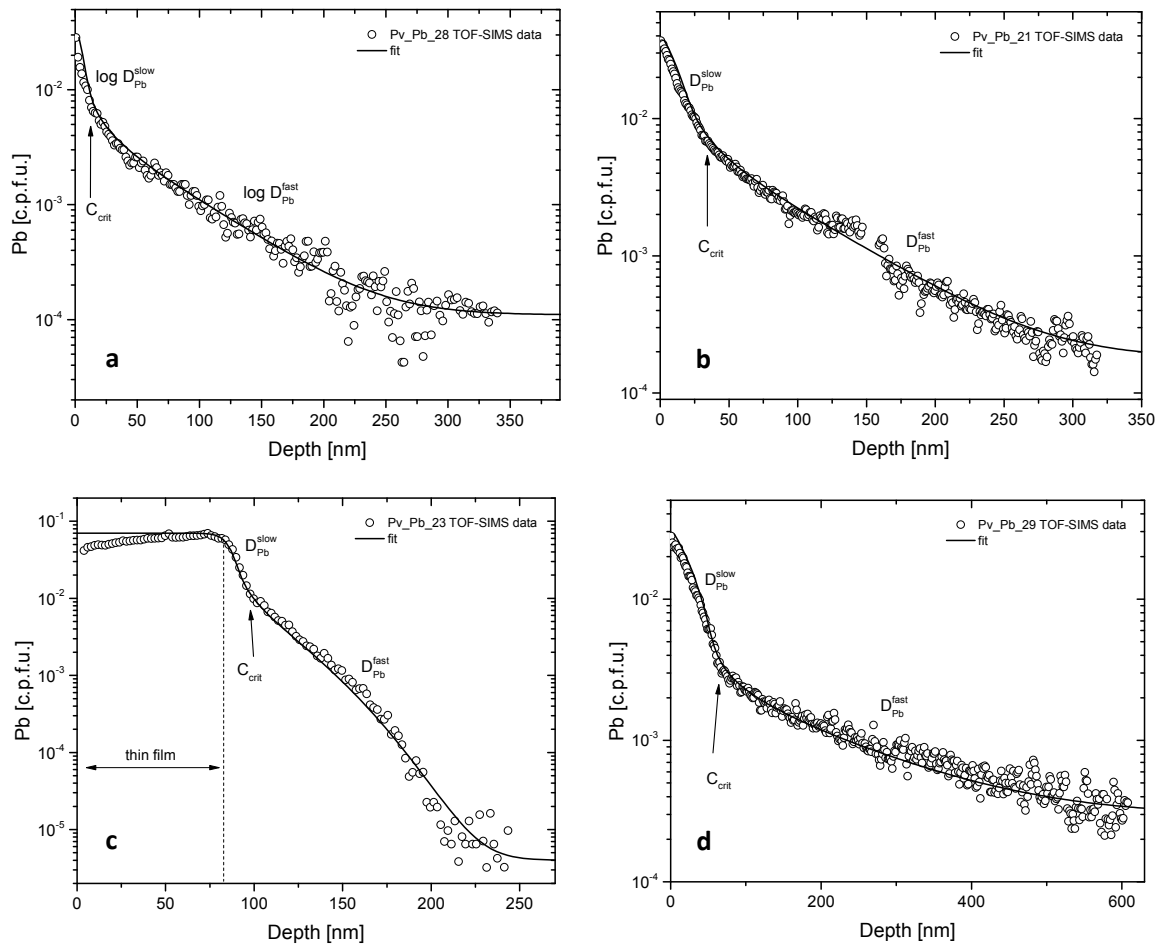 Pv_Pb_28 TOF-SIMS data
fit
log D_Pb^slow
log D_Pb^fast
C_crit
Pb [c.p.f.u.]
10^-2
10^-3
10^-4
a
0 50 100 150 200 250 300 350
Depth [nm]
Pv_Pb_21 TOF-SIMS data
fit
D_Pb^slow
D_Pb^fast
C_crit
Pb [c.p.f.u.]
10^-2
10^-3
10^-4
b
0 50 100 150 200 250 300 350
Depth [nm]
Pv_Pb_23 TOF-SIMS data
fit
D_Pb^slow
D_Pb^fast
C_crit
thin film
Pb [c.p.f.u.]
10^-1
10^-2
10^-3
10^-4
10^-5
c
0 50 100 150 200 250
Depth [nm]
Pv_Pb_29 TOF-SIMS data
fit
D_Pb^slow
D_Pb^fast
C_crit
Pb [c.p.f.u.]
10^-2
10^-3
10^-4
d
0 200 400 600
Depth [nm]